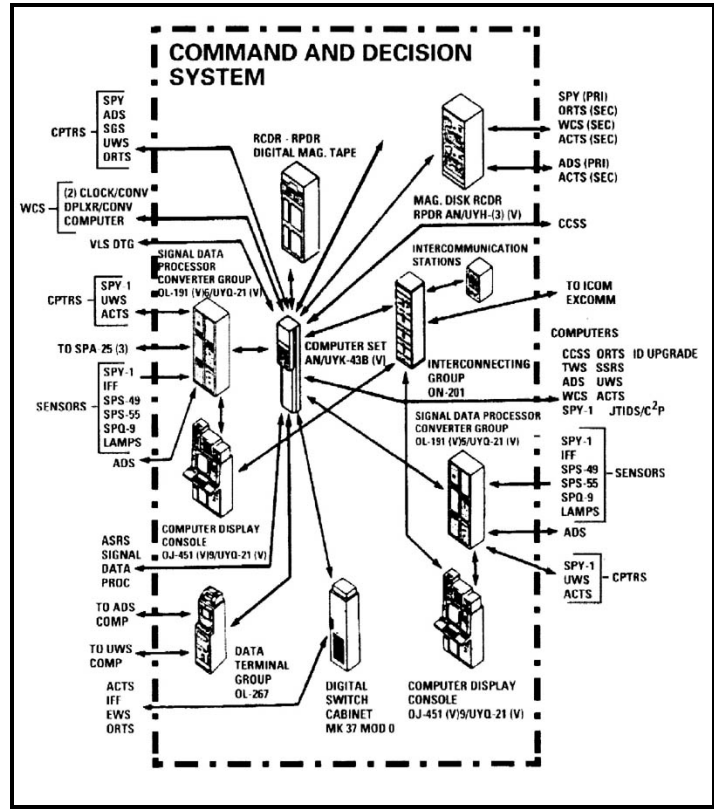 COMMAND AND DECISION
SYSTEM
SPY
ADS
CPTRS
SGS
UWS
ORTS
RCDR - RPDR
DIGITAL MAG. TAPE
SPY (PRI)
ORTS (SEC)
WCS (SEC)
ACTS (SEC)
ADS (PRI)
ACTS (SEC)
MAG. DISK RCDR
RPDR AN/UYH-(3) (V)
CCSS
(2) CLOCK/CONV
WCS
DPLXR/CONV
COMPUTER
VLS DTG
SIGNAL DATA
PROCESSOR
CONVERTER GROUP
OL-191 (V)6/UYQ-21 (V)
INTERCOMMUNICATION
STATIONS
TO ICOM
EXCOMM
SPY-1
CPTRS
UWS
ACTS
TO SPA-25 (3)
COMPUTER SET
AN/UYK-43B (V)
INTERCONNECTING
GROUP
ON-201
COMPUTERS
CCSS ORTS ID UPGRADE
TWS SSRS
ADS UWS
WCS ACTS
SPY-1 JTIDS/C²P
SPY-1
IFF
SENSORS
SPS-49
SPS-55
SPQ-9
LAMPS
ADS
SIGNAL DATA PROCESSOR
CONVERTER GROUP
OL-191 (V)5/UYQ-21 (V)
SPY-1
IFF
SPS-49
SENSORS
SPS-55
SPQ-9
LAMPS
ADS
COMPUTER DISPLAY
CONSOLE
OJ-451 (V)9/UYQ-21 (V)
ASRS
SIGNAL
DATA
PROC
SPY-1
UWS
CPTRS
ACTS
TO ADS
COMP
TO UWS
COMP
DATA
TERMINAL
GROUP
OL-267
DIGITAL
SWITCH
CABINET
MK 37 MOD 0
COMPUTER DISPLAY
CONSOLE
OJ-451 (V)9/UYQ-21 (V)
ACTS
IFF
EWS
ORTS